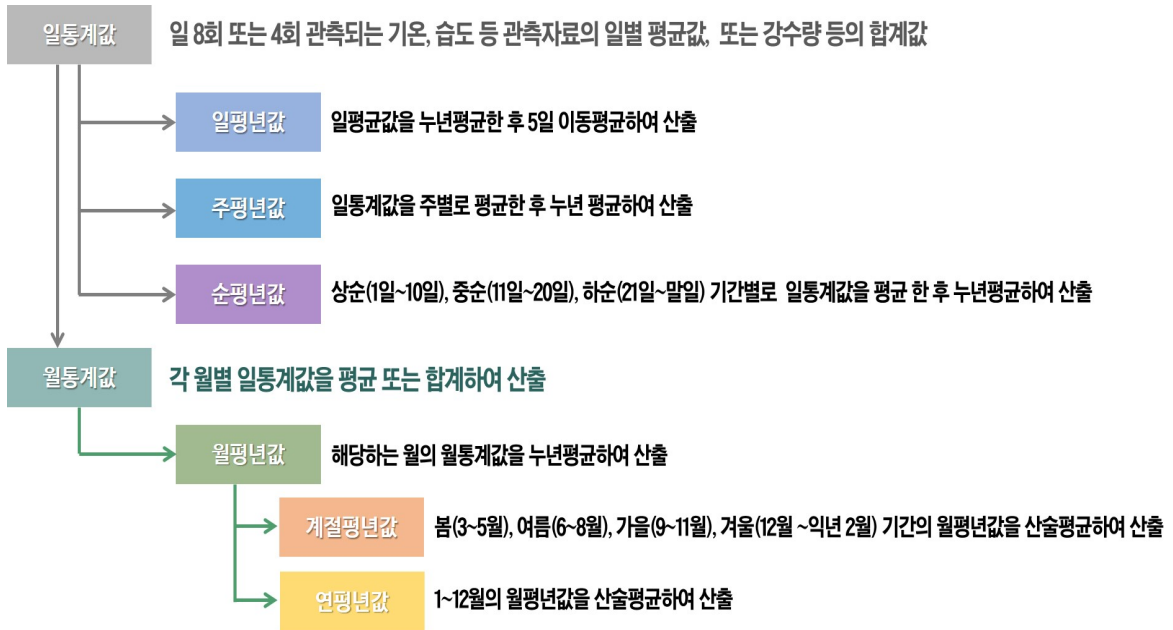 일통계값 일 8회 또는 4회 관측되는 기온, 습도 등 관측자료의 일별 평균값, 또는 강수량 등의 합계값
일평년값 일평균값을 누년평균한 후 5일 이동평균하여 산출
주평년값 일통계값을 주별로 평균한 후 누년 평균하여 산출
순평년값 상순(1일~10일), 중순(11일~20일), 하순(21일~말일) 기간별로 일통계값을 평균 한 후 누년평균하여 산출
월통계값 각 월별 일통계값을 평균 또는 합계하여 산출
월평년값 해당하는 월의 월통계값을 누년평균하여 산출
계절평년값 봄(3~5월), 여름(6~8월), 가을(9~11월), 겨울(12월 ~익년 2월) 기간의 월평년값을 산술평균하여 산출
연평년값 1~12월의 월평년값을 산술평균하여 산출